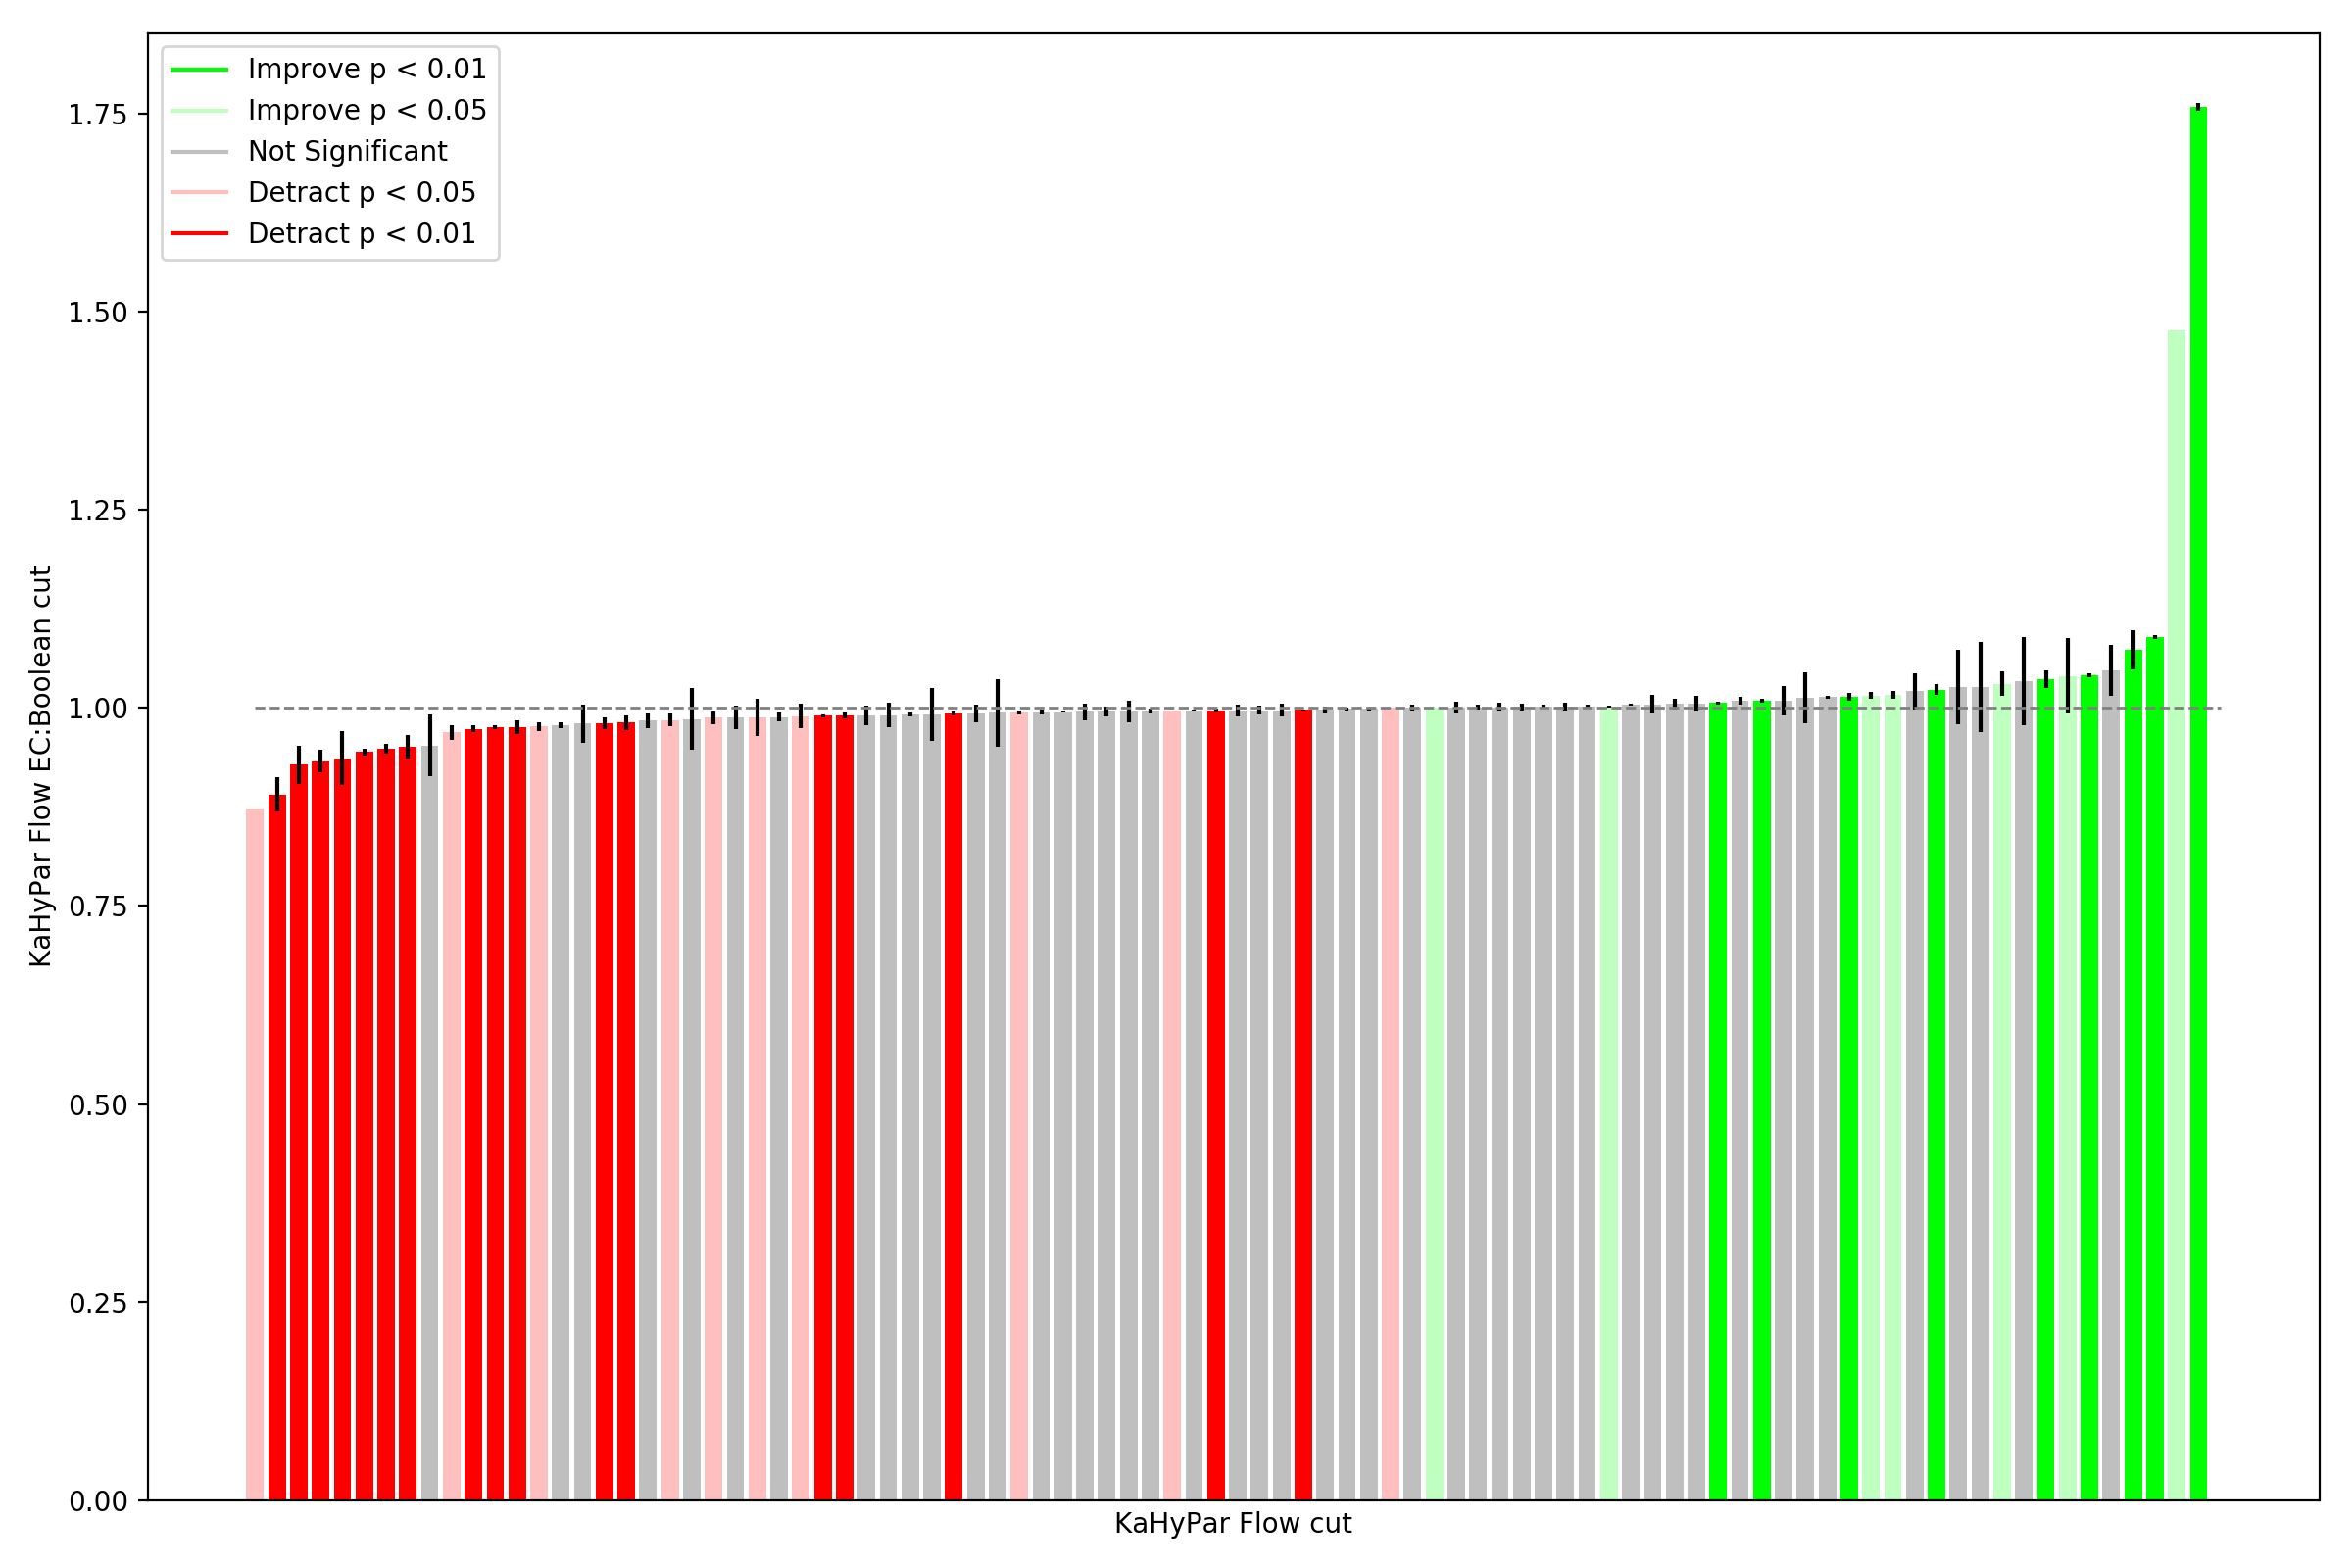 Improve p < 0.01
Improve p < 0.05
Not Significant
Detract p < 0.05
Detract p < 0.01
1.75
1.50
1.25
1.00
0.75
0.50
0.25
0.00
KaHyPar Flow EC:Boolean cut
KaHyPar Flow cut